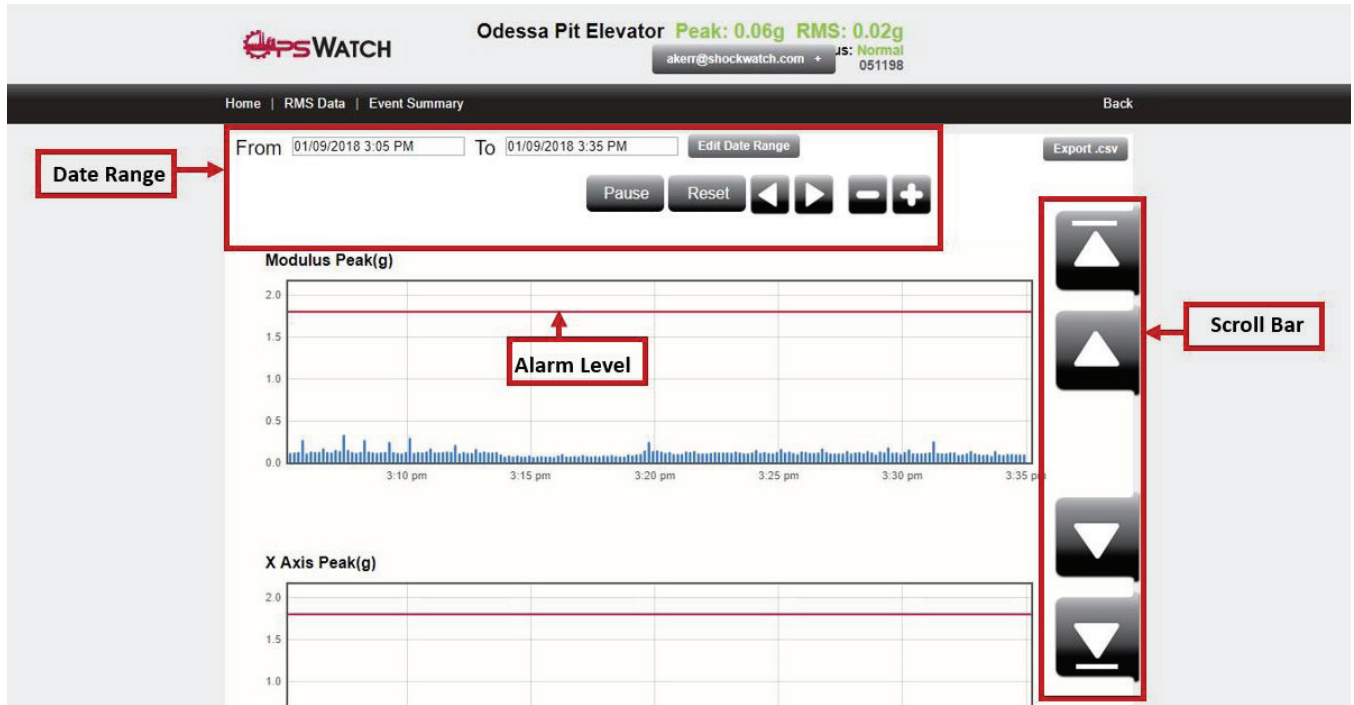 OpsWatch
Odessa Pit Elevator Peak: 0.06g RMS: 0.02g
akerr@shockwatch.com +
us: Normal
051198
Home | RMS Data | Event Summary
Back
From 01/09/2018 3:05 PM To 01/09/2018 3:35 PM Edit Date Range
Export .csv
Date Range
Pause Reset
Modulus Peak(g)
2.0
1.5
1.0
0.5
0.0
Alarm Level
Scroll Bar
3:10 pm 3:15 pm 3:20 pm 3:25 pm 3:30 pm 3:35 pm
X Axis Peak(g)
2.0
1.5
1.0